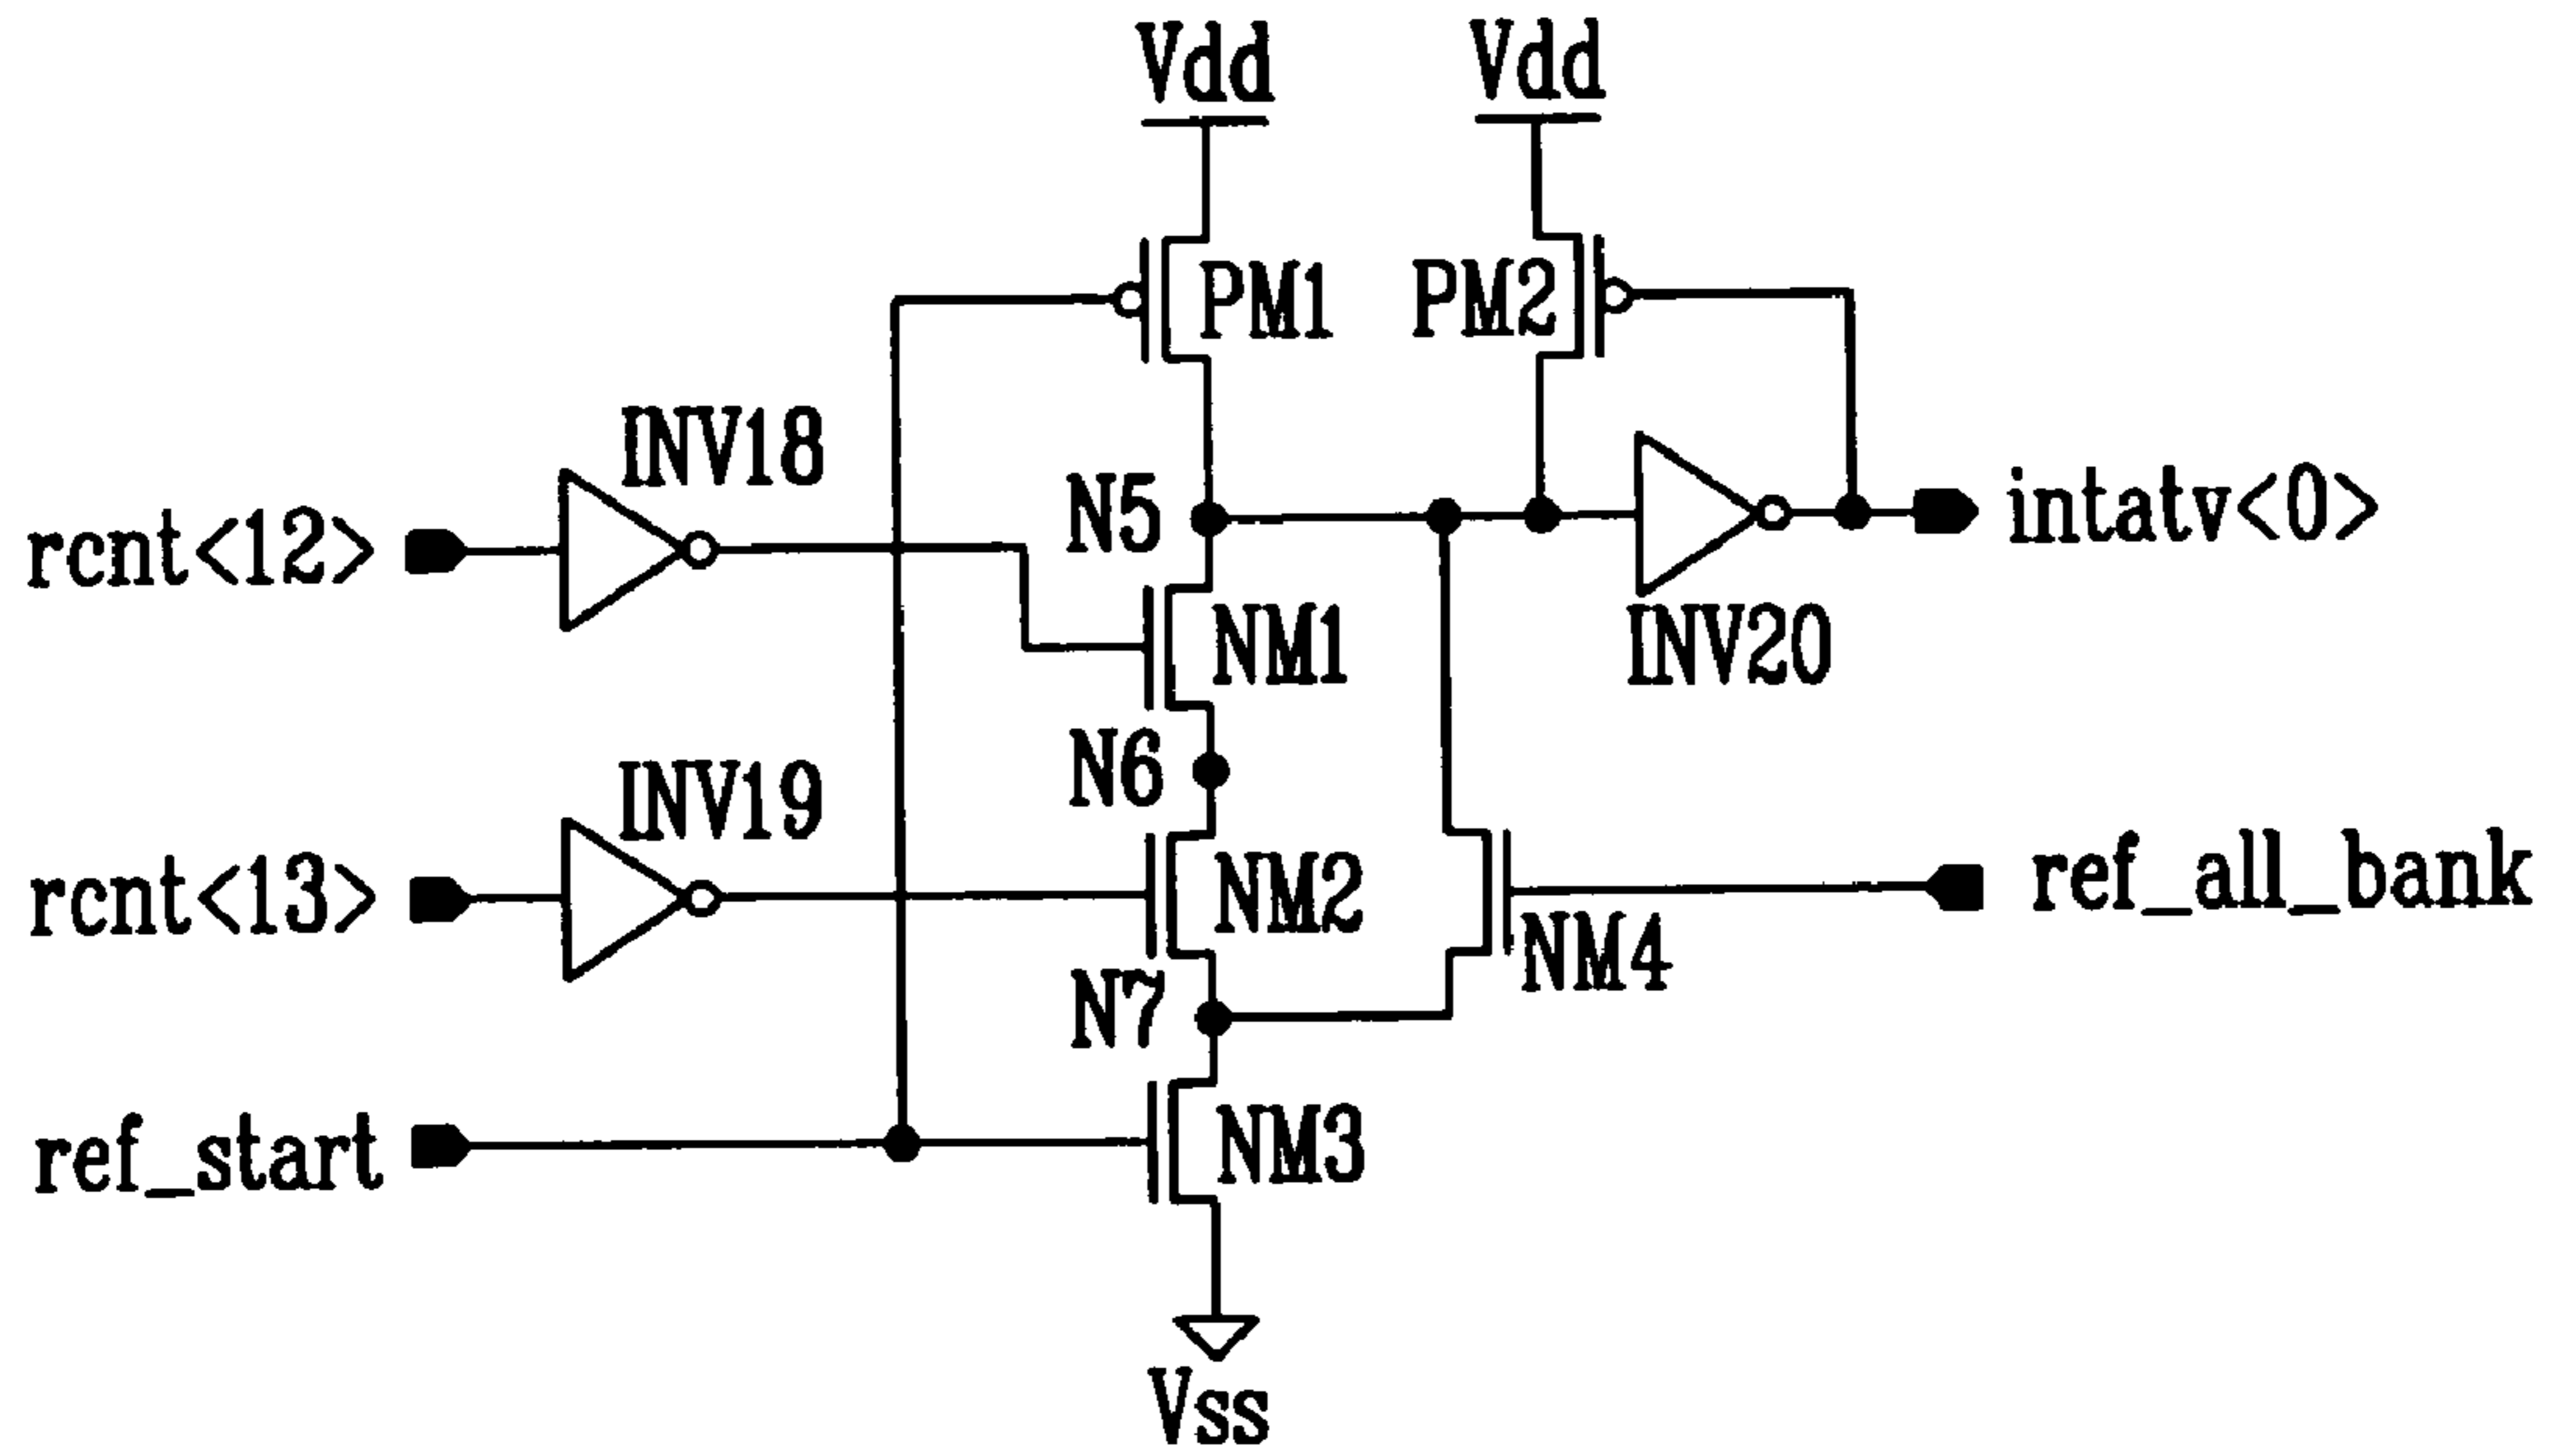 Vdd
Vdd
PM1
PM2
INV18
rcnt<12>
N5
intatv<0>
NM1
INV20
N6
INV19
rcnt<13>
NM2
ref_all_bank
NM4
N7
ref_start
NM3
Vss